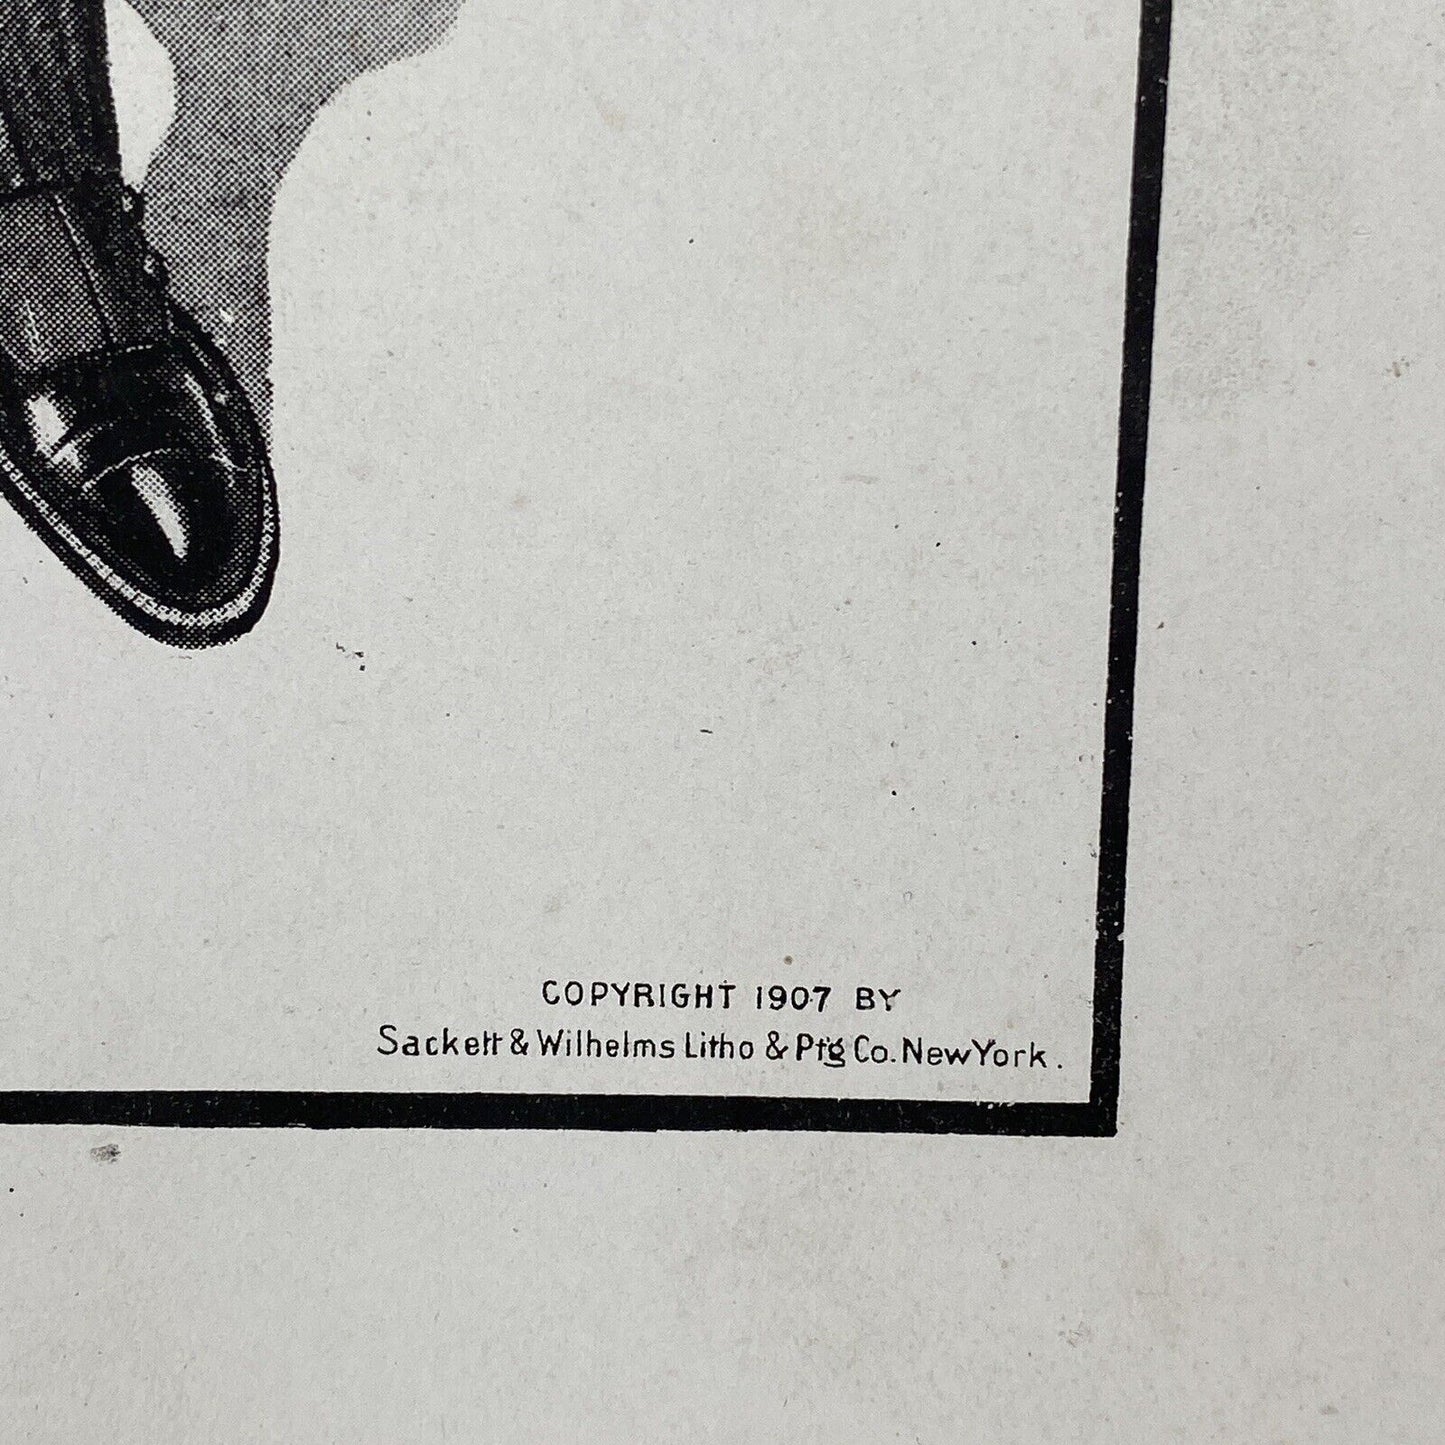 COPYRIGHT 1907 BY
Sackett & Wilhelms Litho & Ptg Co. New York.